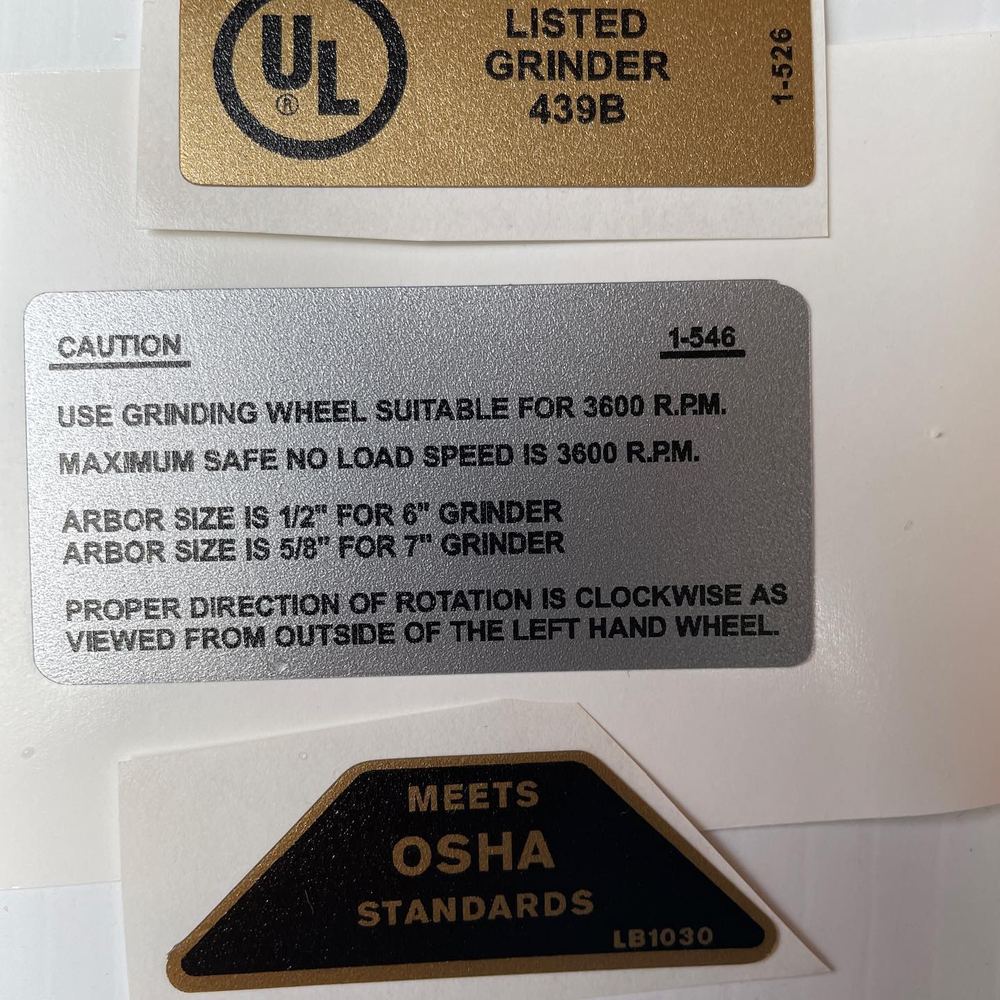 UL
®
LISTED
GRINDER
439B
1-526
CAUTION
1-546
USE GRINDING WHEEL SUITABLE FOR 3600 R.P.M.
MAXIMUM SAFE NO LOAD SPEED IS 3600 R.P.M.
ARBOR SIZE IS 1/2" FOR 6" GRINDER
ARBOR SIZE IS 5/8" FOR 7" GRINDER
PROPER DIRECTION OF ROTATION IS CLOCKWISE AS
VIEWED FROM OUTSIDE OF THE LEFT HAND WHEEL.
MEETS
OSHA
STANDARDS
LB1030